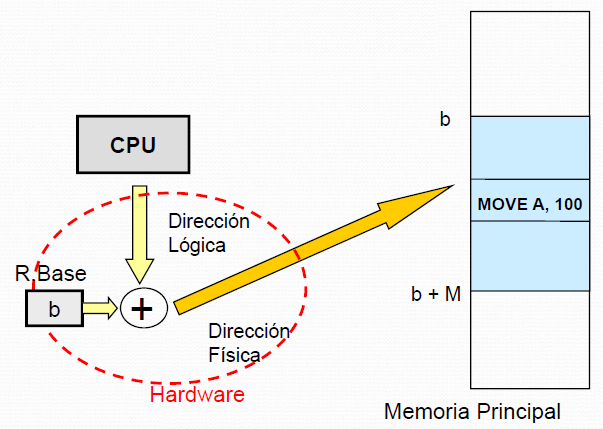 b
CPU
MOVE A, 100
Dirección
Lógica
R.Base
b
+
b + M
Dirección
Física
Hardware
Memoria Principal